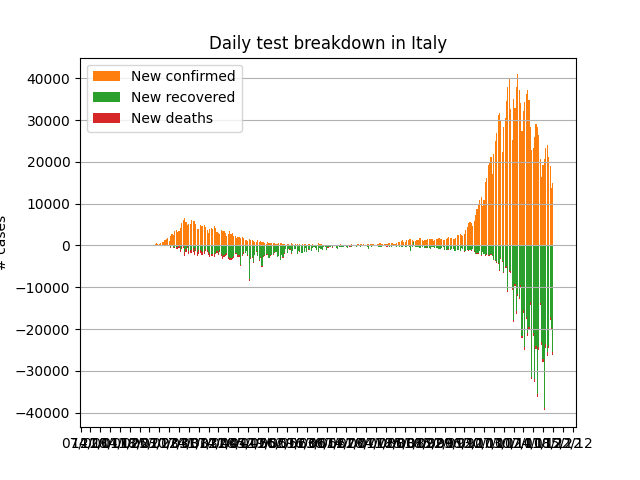 Daily test breakdown in Italy
New confirmed
New recovered
New deaths
40000
30000
20000
10000
0
−10000
−20000
−30000
−40000
# cases